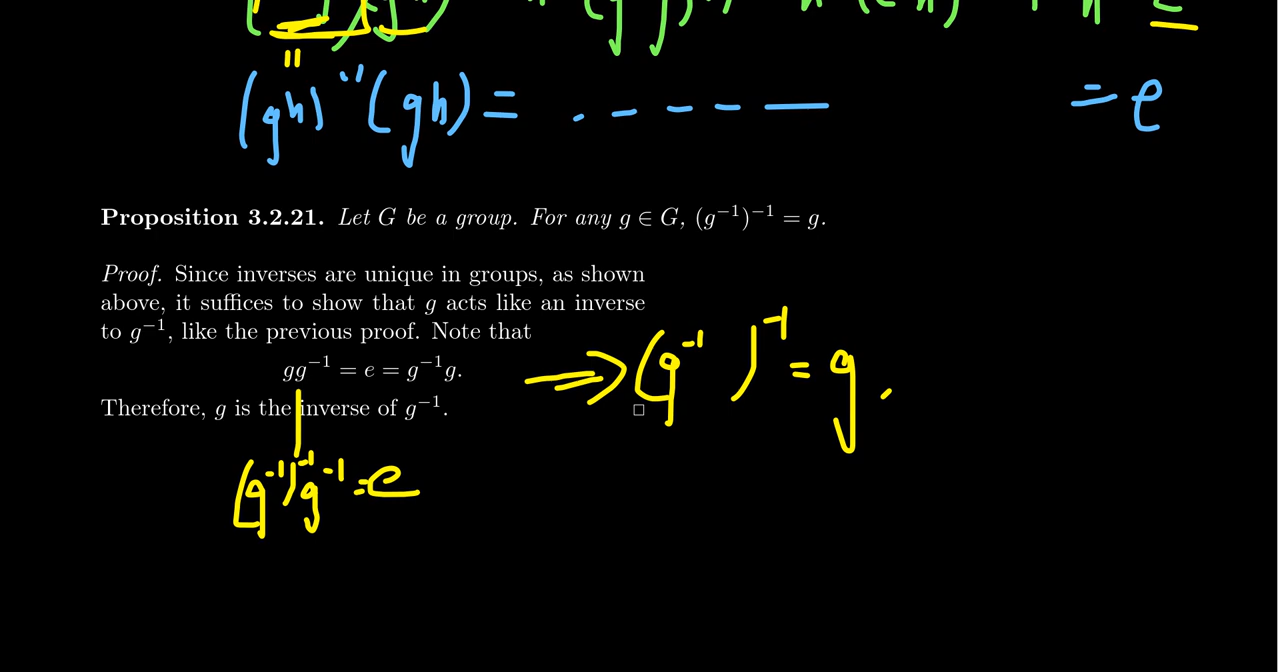 (gh)⁻¹(gh) = . - - - — = e
Proposition 3.2.21. Let G be a group. For any g ∈ G, (g⁻¹)⁻¹ = g.
Proof. Since inverses are unique in groups, as shown
above, it suffices to show that g acts like an inverse
to g⁻¹, like the previous proof. Note that
gg⁻¹ = e = g⁻¹g.
Therefore, g is the inverse of g⁻¹. □
⟹ (g⁻¹)⁻¹ = g.
(g⁻¹)⁻¹g⁻¹ = e